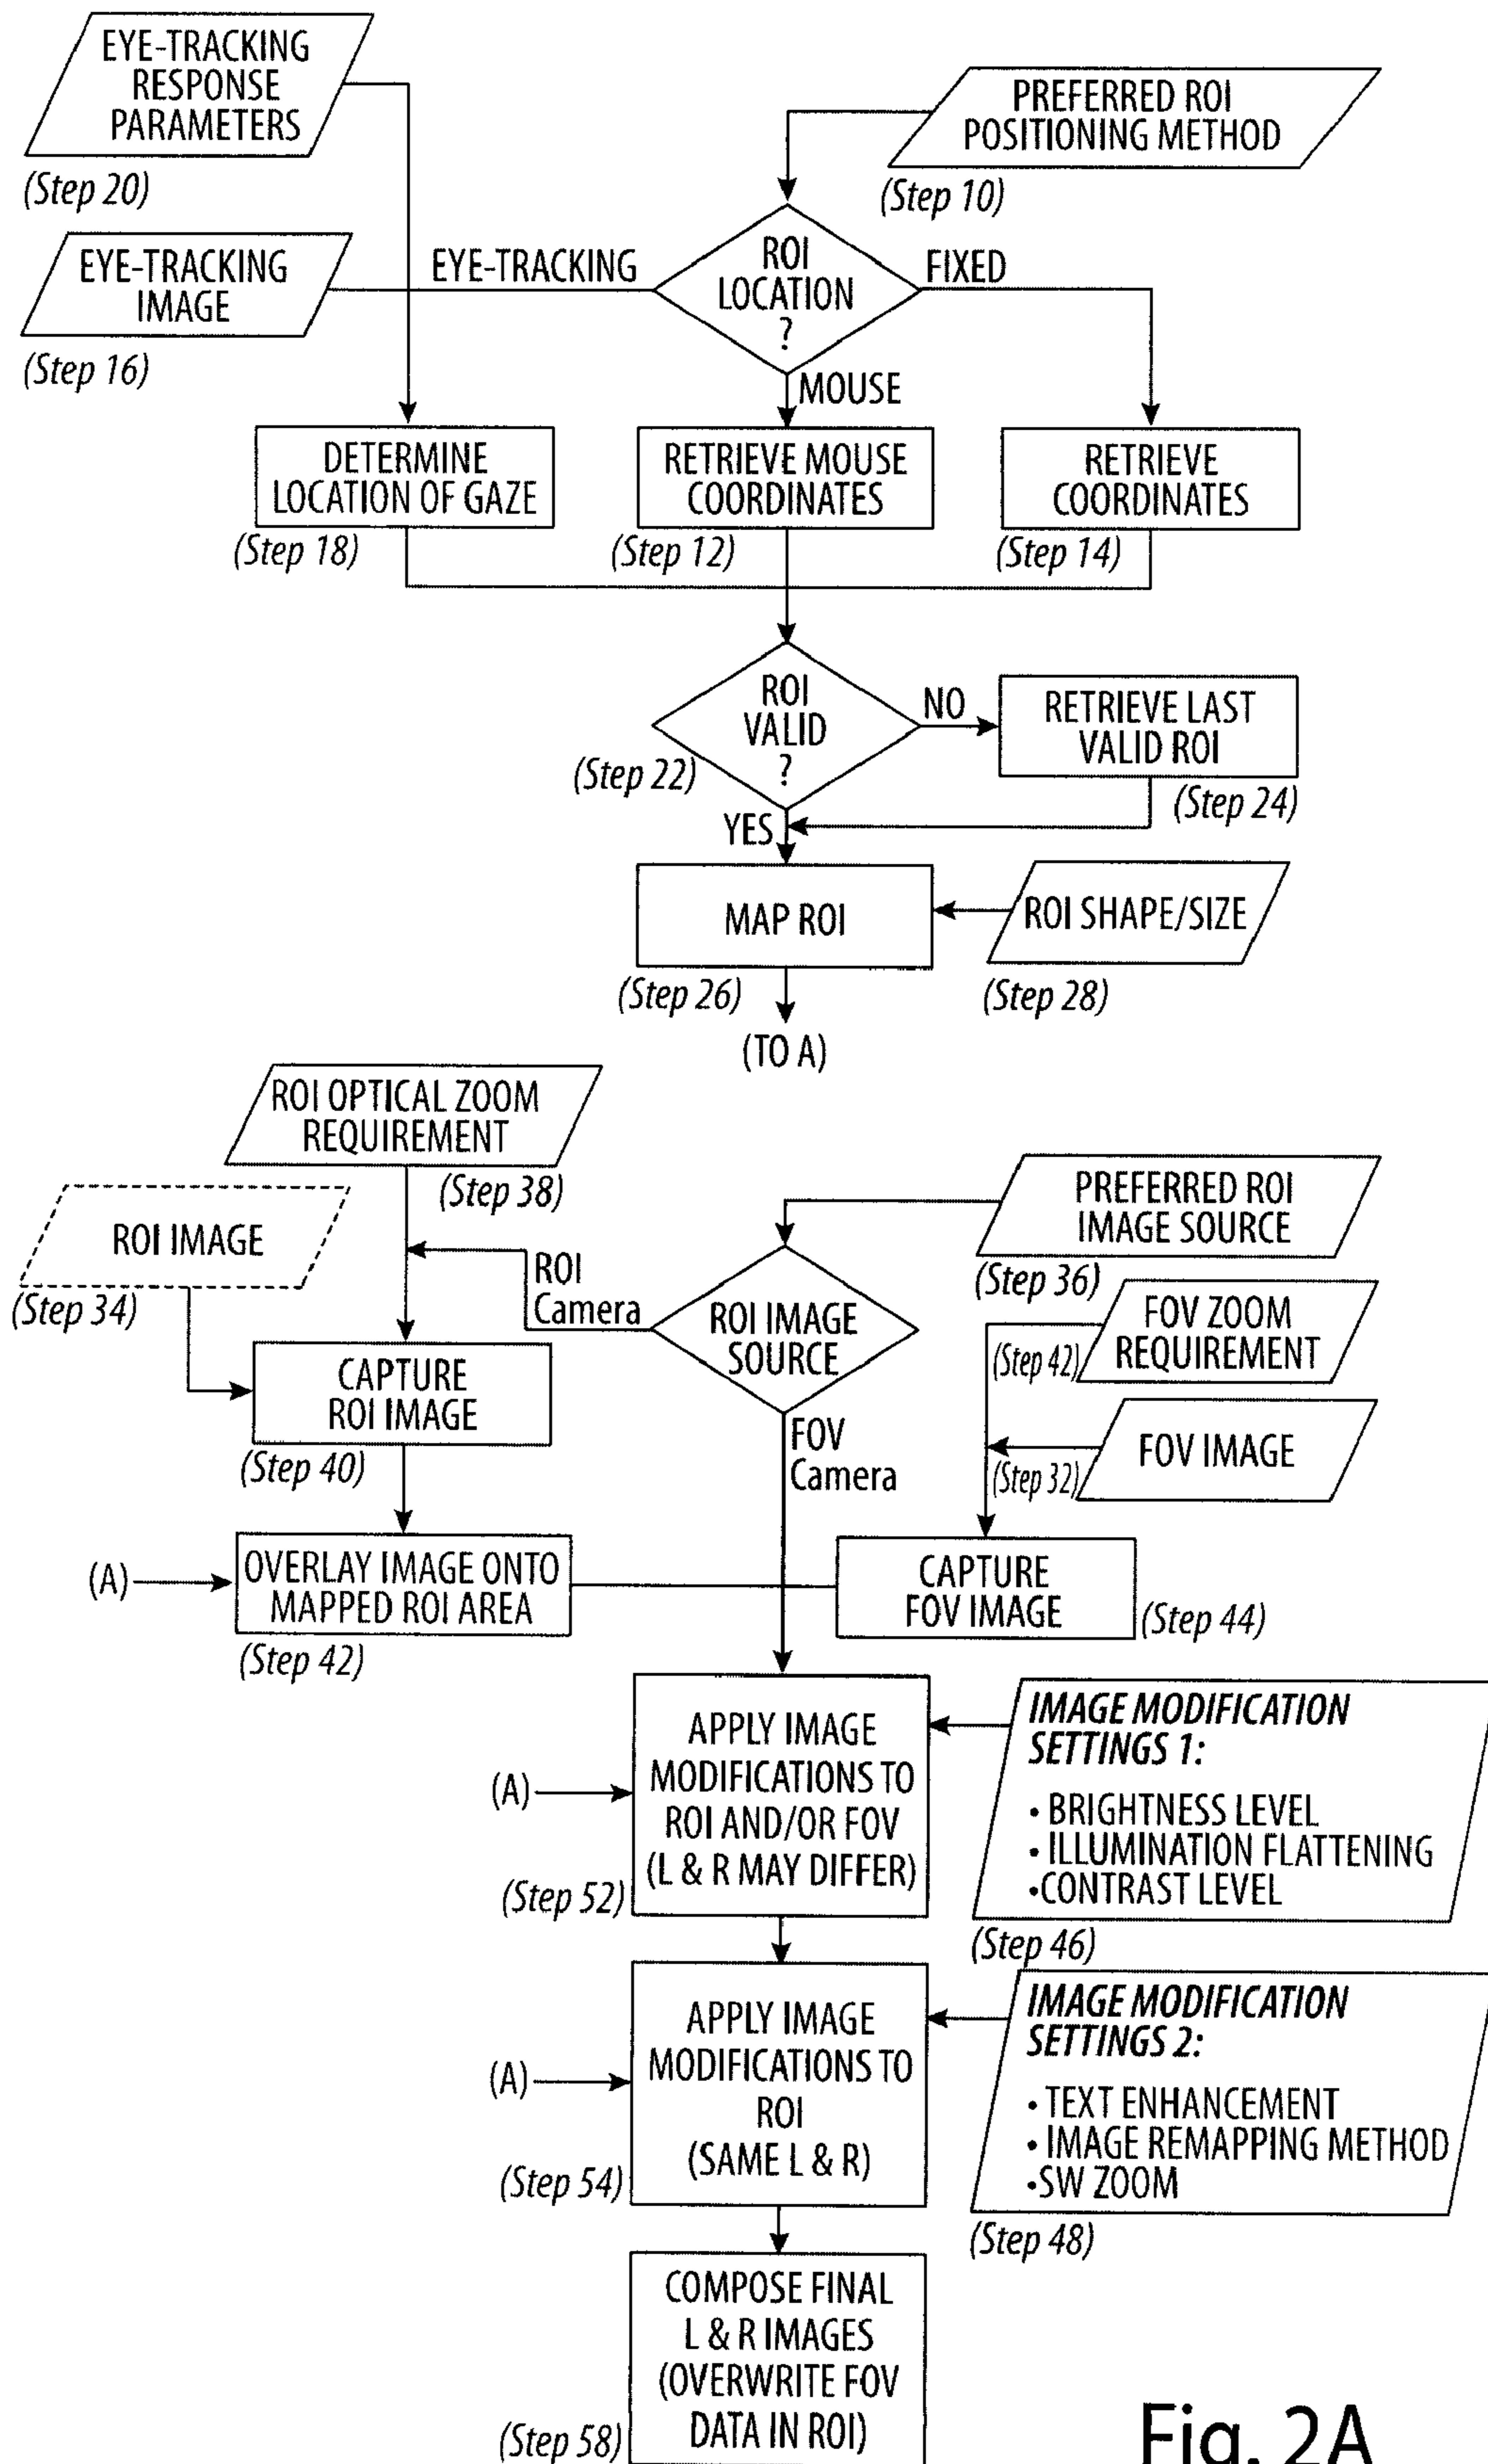 EYE-TRACKING
RESPONSE
PARAMETERS
(Step 20)
PREFERRED ROI
POSITIONING METHOD
(Step 10)
EYE-TRACKING
IMAGE
(Step 16)
EYE-TRACKING
ROI
LOCATION
?
FIXED
MOUSE
DETERMINE
LOCATION OF GAZE
(Step 18)
RETRIEVE MOUSE
COORDINATES
(Step 12)
RETRIEVE
COORDINATES
(Step 14)
ROI
VALID
?
(Step 22)
NO
RETRIEVE LAST
VALID ROI
(Step 24)
YES
MAP ROI
(Step 26)
ROI SHAPE/SIZE
(Step 28)
(TO A)
ROI OPTICAL ZOOM
REQUIREMENT
(Step 38)
ROI IMAGE
(Step 34)
ROI
Camera
ROI IMAGE
SOURCE
PREFERRED ROI
IMAGE SOURCE
(Step 36)
FOV ZOOM
REQUIREMENT
(Step 42)
CAPTURE
ROI IMAGE
(Step 40)
FOV
Camera
FOV IMAGE
(Step 32)
(A)
OVERLAY IMAGE ONTO
MAPPED ROI AREA
(Step 42)
CAPTURE
FOV IMAGE
(Step 44)
(A)
APPLY IMAGE
MODIFICATIONS TO
ROI AND/OR FOV
(L & R MAY DIFFER)
(Step 52)
IMAGE MODIFICATION
SETTINGS 1:
• BRIGHTNESS LEVEL
• ILLUMINATION FLATTENING
•CONTRAST LEVEL
(Step 46)
(A)
APPLY IMAGE
MODIFICATIONS TO
ROI
(SAME L & R)
(Step 54)
IMAGE MODIFICATION
SETTINGS 2:
• TEXT ENHANCEMENT
• IMAGE REMAPPING METHOD
•SW ZOOM
(Step 48)
COMPOSE FINAL
L & R IMAGES
(OVERWRITE FOV
DATA IN ROI)
(Step 58)
Fig. 2A